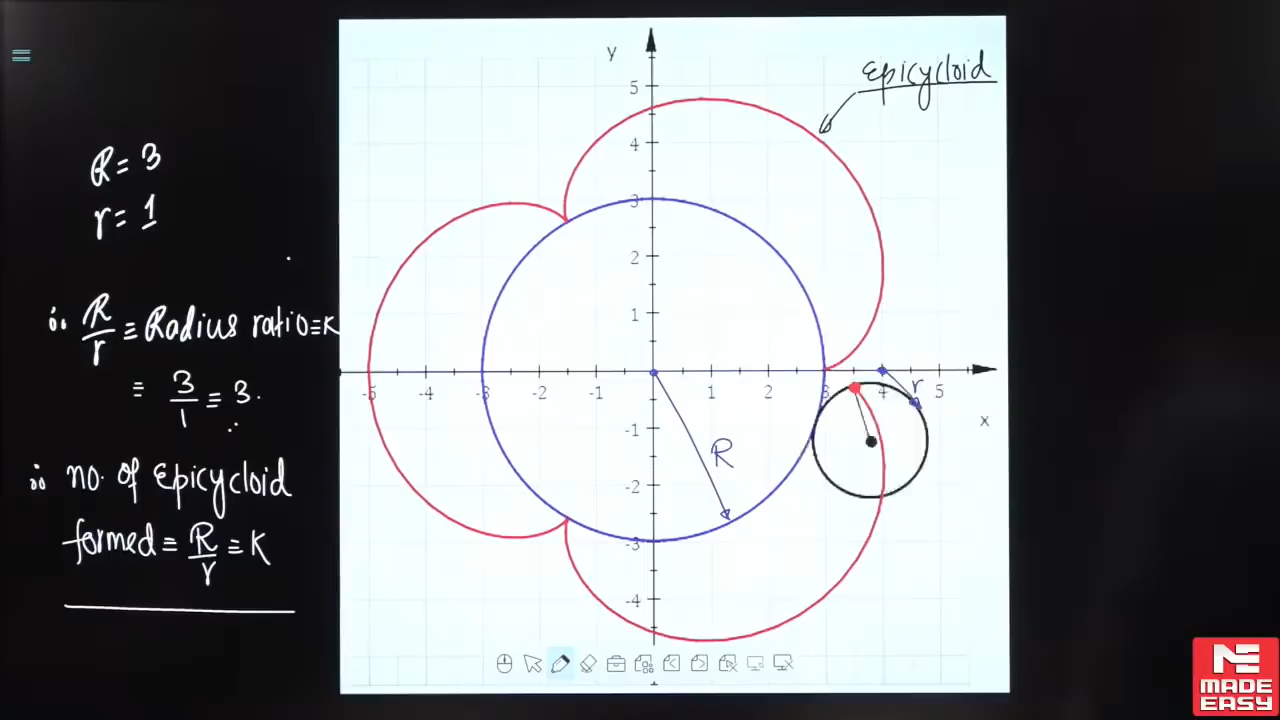 R = 3
r = 1
∴ R/r ≡ Radius ratio ≡ K
≡ 3/1 ≡ 3.
∴ no. of Epicycloid
formed ≡ R/r ≡ K
Epicycloid
y
5
4
3
2
1
-5 -4 -3 -2 -1 1 2 3 4 5
x
-1
-2
-3
-4
R
r
ME
MADE
EASY